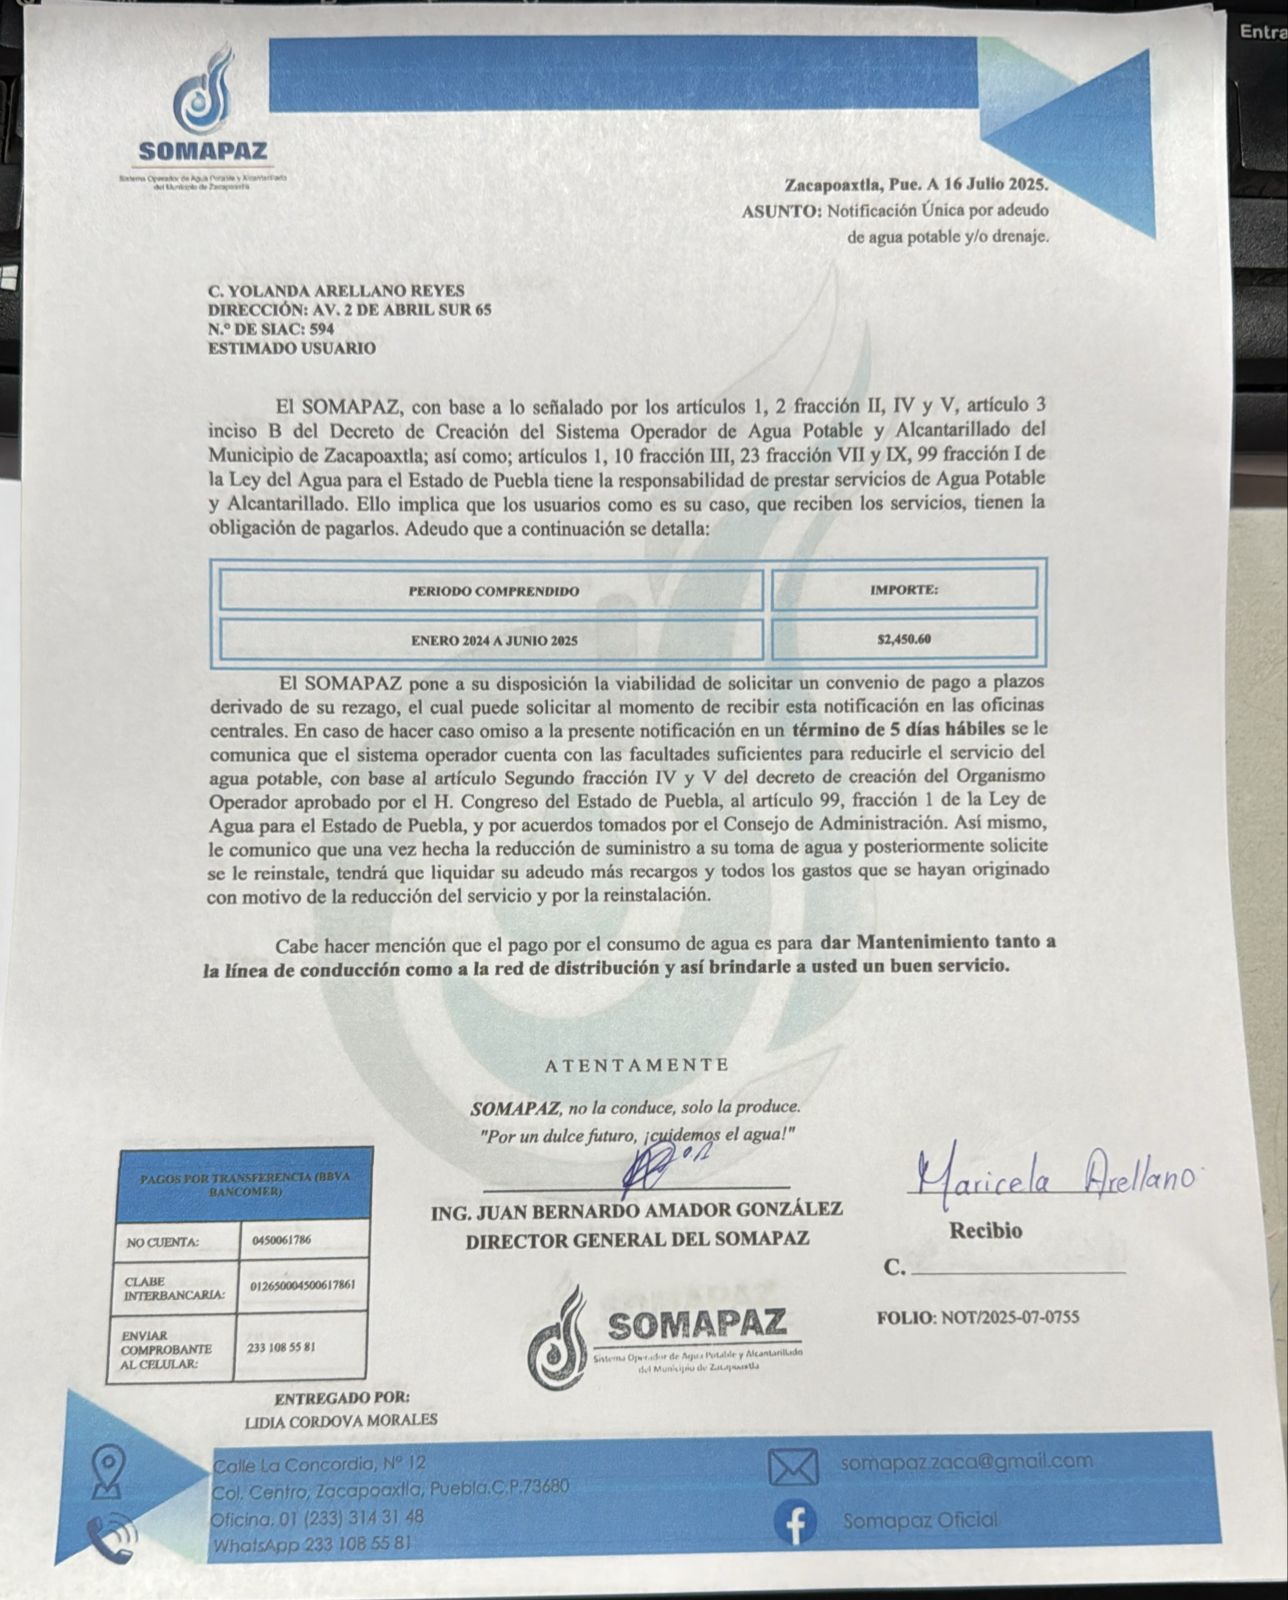 Entra
SOMAPAZ
Sistema Operador de Agua Potable y Alcantarillado
del Municipio de Zacapoaxtla
Zacapoaxtla, Pue. A 16 Julio 2025.
ASUNTO: Notificación Única por adeudo
de agua potable y/o drenaje.
C. YOLANDA ARELLANO REYES
DIRECCIÓN: AV. 2 DE ABRIL SUR 65
N.º DE SIAC: 594
ESTIMADO USUARIO
El SOMAPAZ, con base a lo señalado por los artículos 1, 2 fracción II, IV y V, artículo 3
inciso B del Decreto de Creación del Sistema Operador de Agua Potable y Alcantarillado del
Municipio de Zacapoaxtla; así como; artículos 1, 10 fracción III, 23 fracción VII y IX, 99 fracción I de
la Ley del Agua para el Estado de Puebla tiene la responsabilidad de prestar servicios de Agua Potable
y Alcantarillado. Ello implica que los usuarios como es su caso, que reciben los servicios, tienen la
obligación de pagarlos. Adeudo que a continuación se detalla:
PERIODO COMPRENDIDO
IMPORTE:
ENERO 2024 A JUNIO 2025
$2,450.60
El SOMAPAZ pone a su disposición la viabilidad de solicitar un convenio de pago a plazos
derivado de su rezago, el cual puede solicitar al momento de recibir esta notificación en las oficinas
centrales. En caso de hacer caso omiso a la presente notificación en un término de 5 días hábiles se le
comunica que el sistema operador cuenta con las facultades suficientes para reducirle el servicio del
agua potable, con base al artículo Segundo fracción IV y V del decreto de creación del Organismo
Operador aprobado por el H. Congreso del Estado de Puebla, al artículo 99, fracción 1 de la Ley de
Agua para el Estado de Puebla, y por acuerdos tomados por el Consejo de Administración. Así mismo,
le comunico que una vez hecha la reducción de suministro a su toma de agua y posteriormente solicite
se le reinstale, tendrá que liquidar su adeudo más recargos y todos los gastos que se hayan originado
con motivo de la reducción del servicio y por la reinstalación.
Cabe hacer mención que el pago por el consumo de agua es para dar Mantenimiento tanto a
la línea de conducción como a la red de distribución y así brindarle a usted un buen servicio.
ATENTAMENTE
SOMAPAZ, no la conduce, solo la produce.
"Por un dulce futuro, ¡cuidemos el agua!"
ING. JUAN BERNARDO AMADOR GONZÁLEZ
DIRECTOR GENERAL DEL SOMAPAZ
Maricela Arellano
Recibio
C.
FOLIO: NOT/2025-07-0755
PAGOS POR TRANSFERENCIA (BBVA
BANCOMER)
NO CUENTA:
0450061786
CLABE
INTERBANCARIA:
012650004500617861
ENVIAR
COMPROBANTE
AL CELULAR:
233 108 55 81
SOMAPAZ
Sistema Operador de Agua Potable y Alcantarillado
del Municipio de Zacapoaxtla
ENTREGADO POR:
LIDIA CORDOVA MORALES
Calle La Concordia, Nº 12
Col. Centro, Zacapoaxtla, Puebla.C.P.73680
Oficina. 01 (233) 314 31 48
WhatsApp 233 108 55 81
somapaz.zaca@gmail.com
Somapaz Oficial